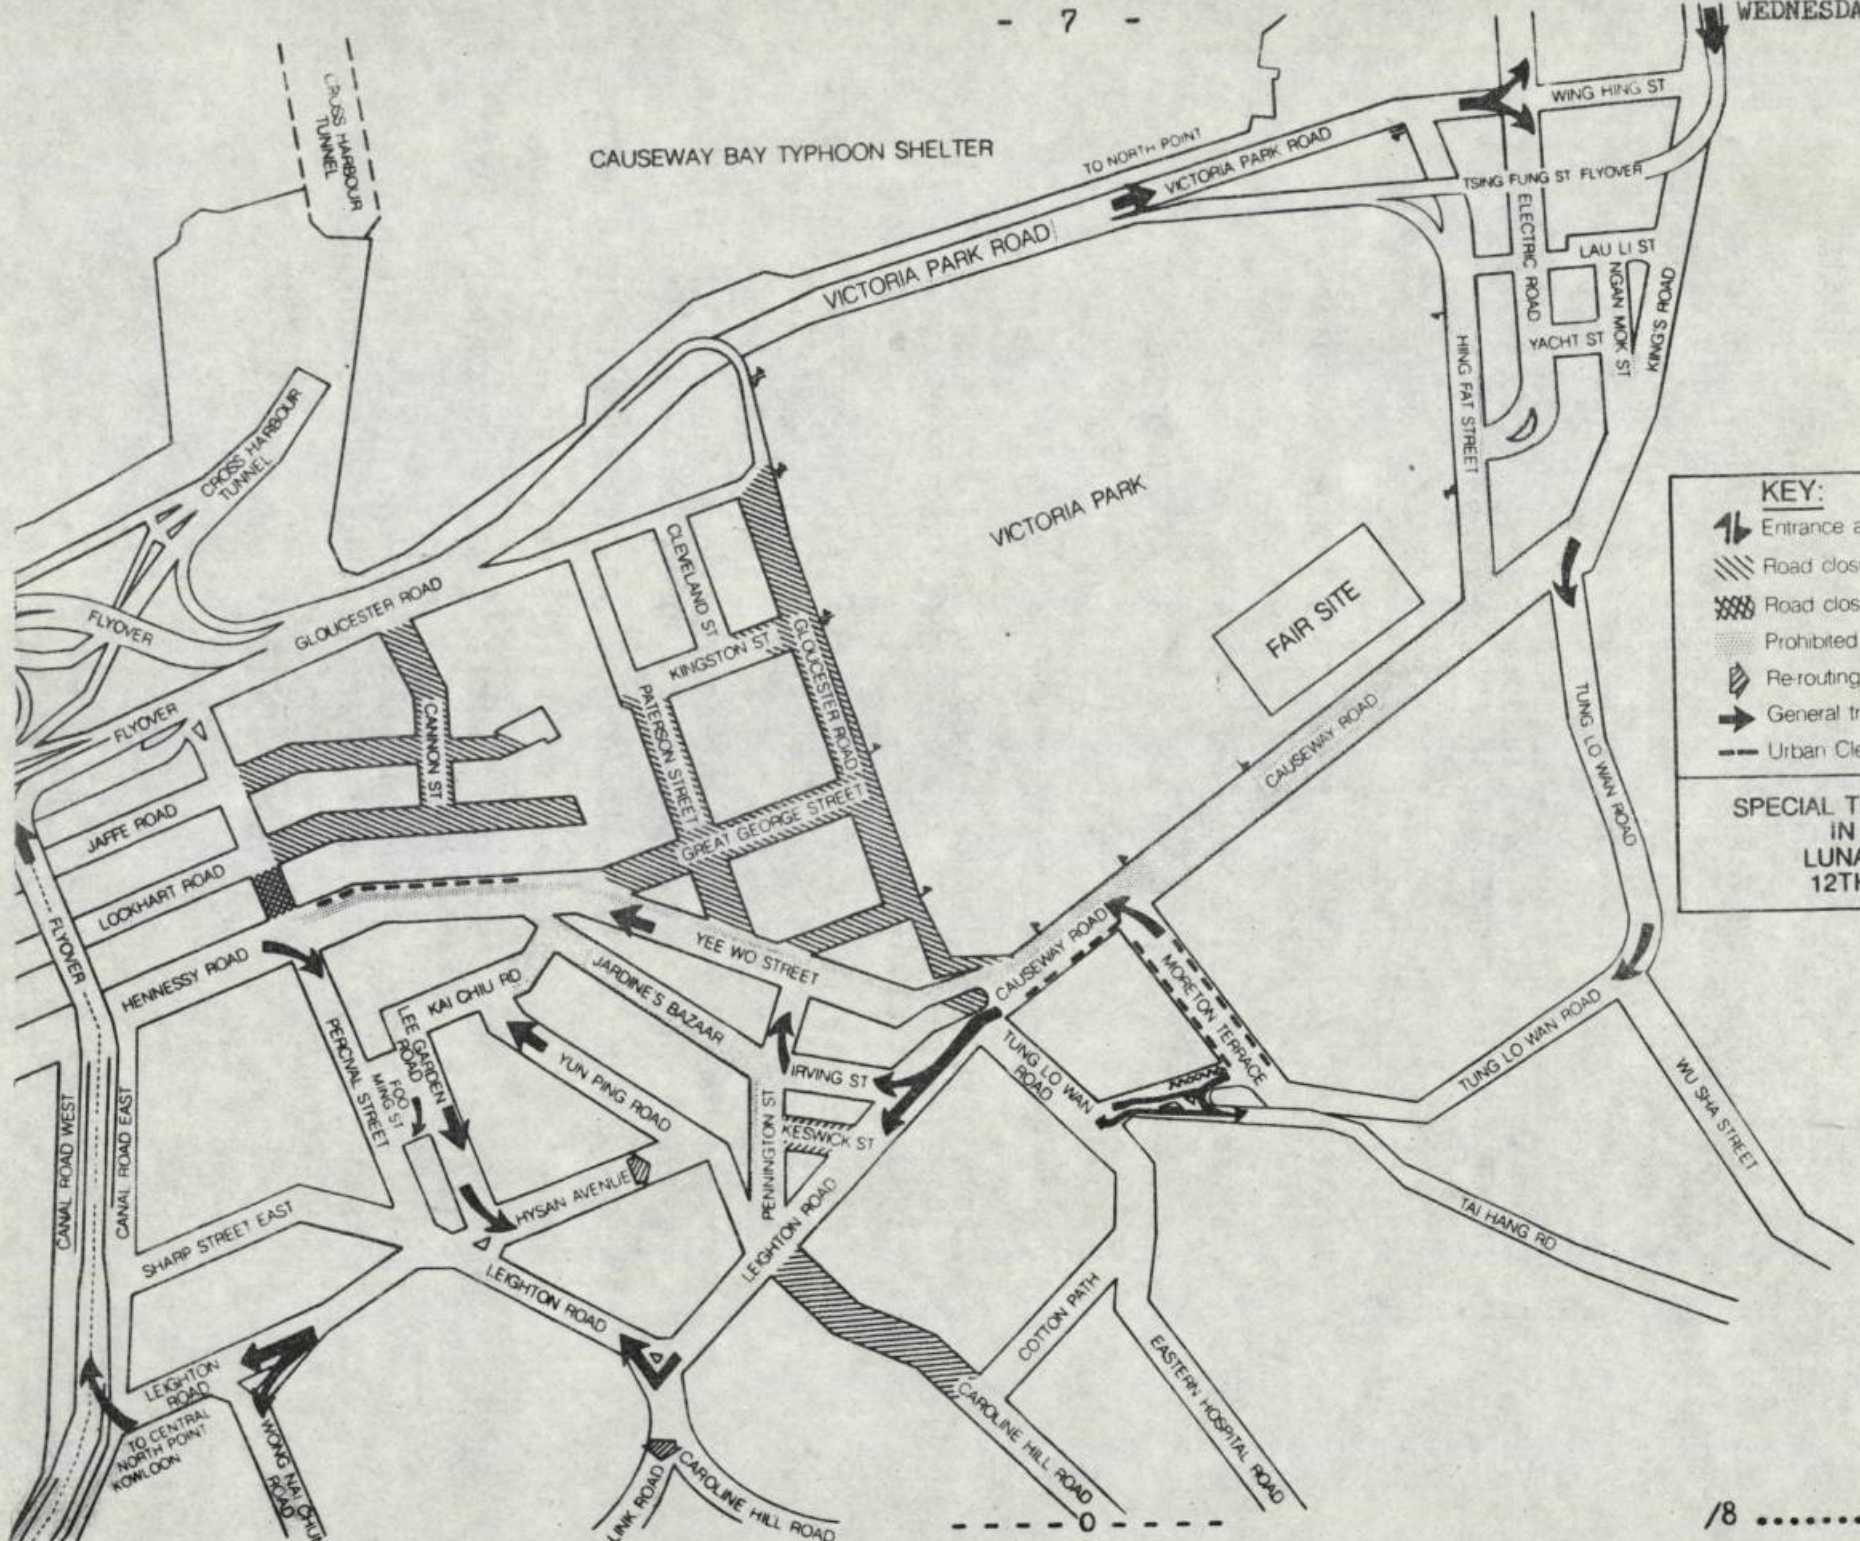 - 7 -
WEDNESDA
CROSS HARBOUR
TUNNEL
CAUSEWAY BAY TYPHOON SHELTER
TO NORTH POINT
VICTORIA PARK ROAD
WING HING ST
TSING FUNG ST FLYOVER
ELECTRIC ROAD
LAU LI ST
NGAN MOK ST
KING'S ROAD
YACHT ST
VICTORIA PARK ROAD
HING FAT STREET
CROSS HARBOUR
TUNNEL
VICTORIA PARK
KEY:
Entrance a
Road clos
Road clos
Prohibited
Re-routing
General tr
Urban Cle
SPECIAL T
IN
LUNA
12TH
FLYOVER
GLOUCESTER ROAD
CLEVELAND ST
KINGSTON ST
GLOUCESTER ROAD
FAIR SITE
FLYOVER
CANNON ST
PATERSON STREET
CAUSEWAY ROAD
TUNG LO WAN ROAD
JAFFE ROAD
GREAT GEORGE STREET
LOCKHART ROAD
FLYOVER
HENNESSY ROAD
YEE WO STREET
CAUSEWAY ROAD
MORETON TERRACE
KAI CHIU RD
JARDINE'S BAZAAR
LEE GARDEN
ROAD
PERCIVAL STREET
FOO
MING ST
YUN PING ROAD
IRVING ST
TUNG LO WAN
ROAD
TUNG LO WAN ROAD
WU SHA STREET
CANAL ROAD WEST
CANAL ROAD EAST
PENNINGTON ST
KESWICK ST
HYSAN AVENUE
SHARP STREET EAST
LEIGHTON ROAD
TAI HANG RD
LEIGHTON ROAD
COTTON PATH
EASTERN HOSPITAL ROAD
LEIGHTON
ROAD
TO CENTRAL
NORTH POINT
KOWLOON
WONG NAI CHUN
ROAD
LINK ROAD
CAROLINE HILL ROAD
CAROLINE HILL ROAD
- - - - 0 - - - -
/8 .......